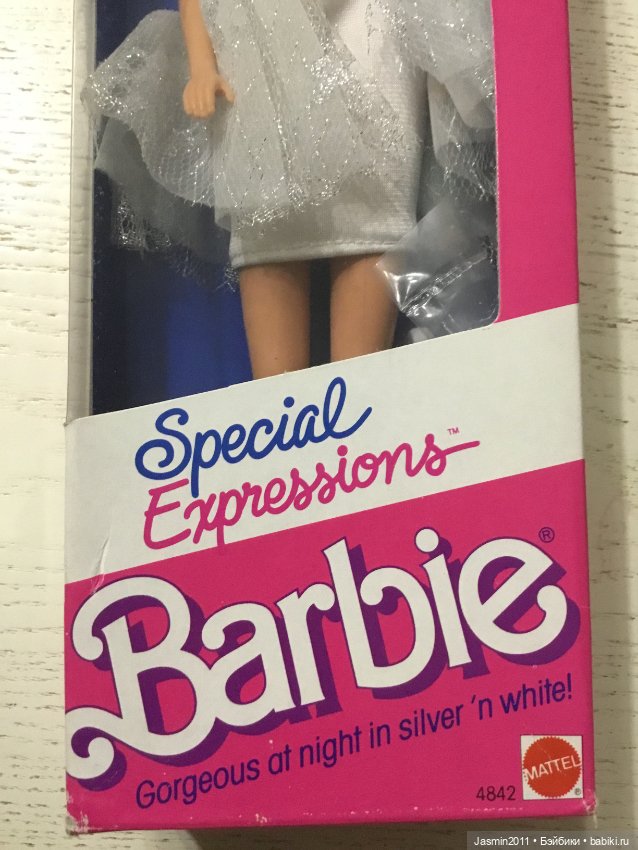 Special
Expressions™
Barbie®
Gorgeous at night in silver 'n white!
4842
MATTEL®
Jasmin2011 • Бэйбики • babiki.ru